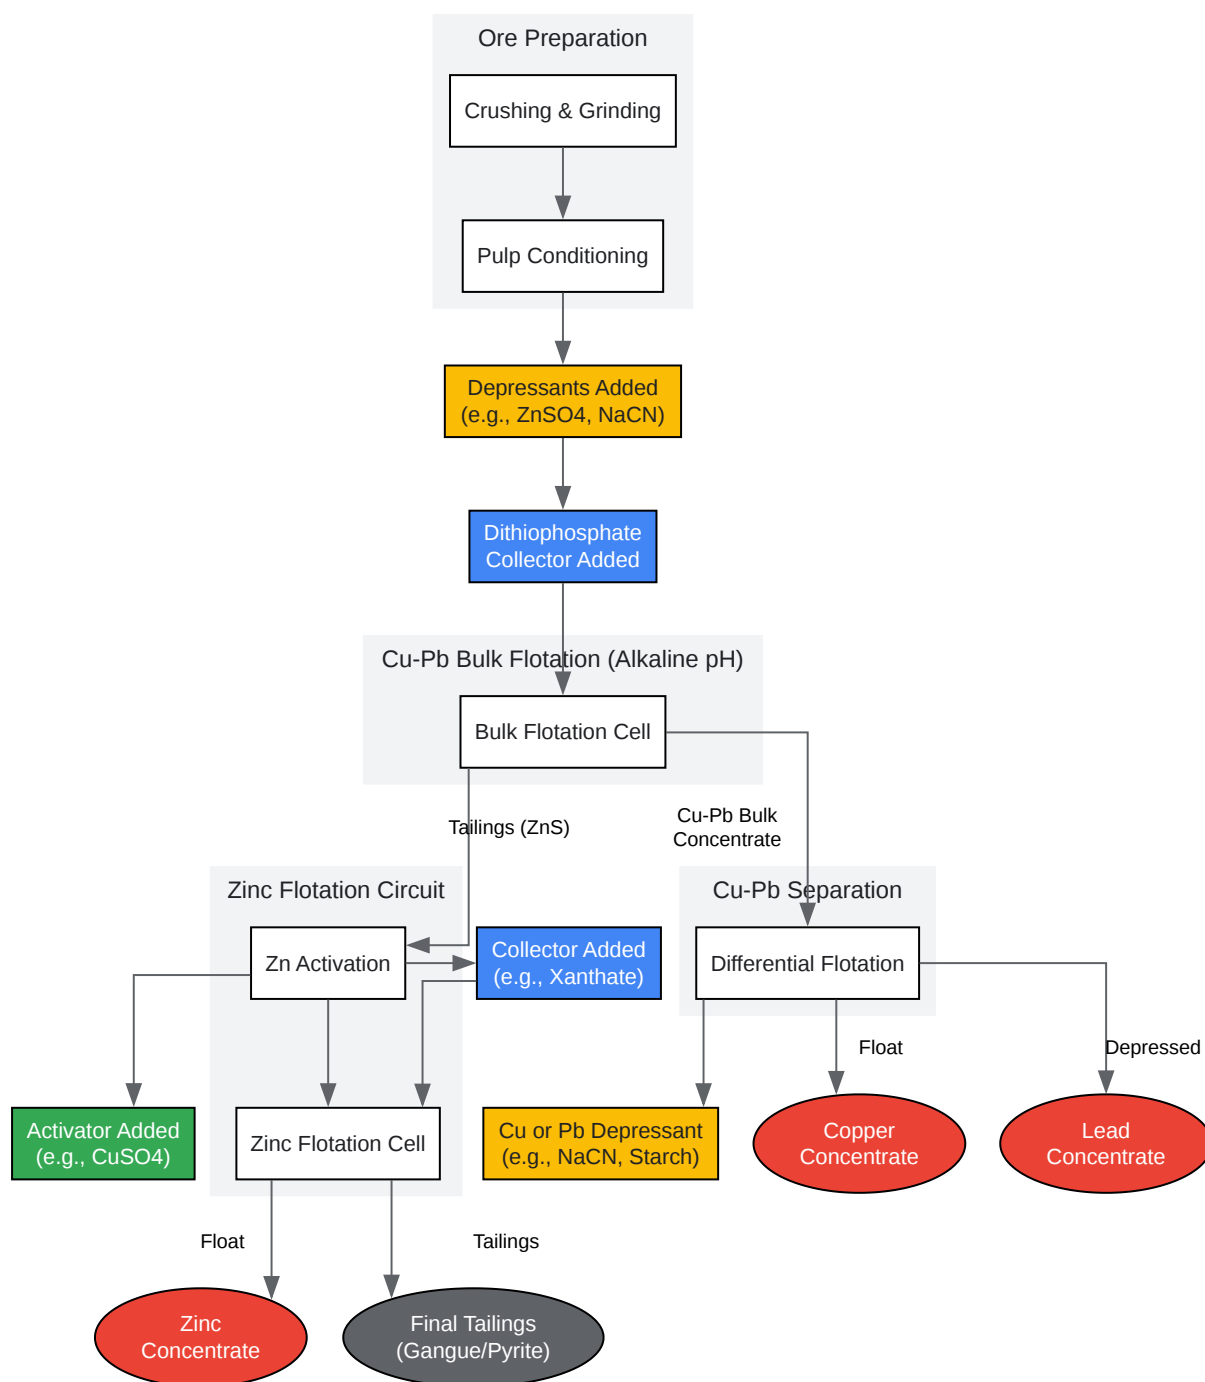 Ore Preparation
Crushing & Grinding
Pulp Conditioning
Depressants Added
(e.g., ZnSO4, NaCN)
Dithiophosphate
Collector Added
Cu-Pb Bulk Flotation (Alkaline pH)
Bulk Flotation Cell
Tailings (ZnS)
Cu-Pb Bulk
Concentrate
Zinc Flotation Circuit
Cu-Pb Separation
Zn Activation
Collector Added
(e.g., Xanthate)
Differential Flotation
Float
Depressed
Activator Added
(e.g., CuSO4)
Zinc Flotation Cell
Cu or Pb Depressant
(e.g., NaCN, Starch)
Copper
Concentrate
Lead
Concentrate
Float
Tailings
Zinc
Concentrate
Final Tailings
(Gangue/Pyrite)